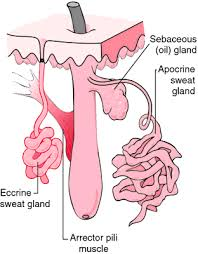 Sebaceous
(oil) gland
Apocrine
sweat
gland
Eccrine
sweat gland
Arrector pili
muscle